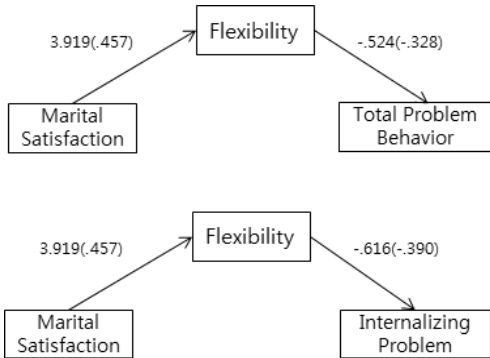 Flexibility
3.919(.457)
-.524(-.328)
Marital
Satisfaction
Total Problem
Behavior
Flexibility
3.919(.457)
-.616(-.390)
Marital
Satisfaction
Internalizing
Problem